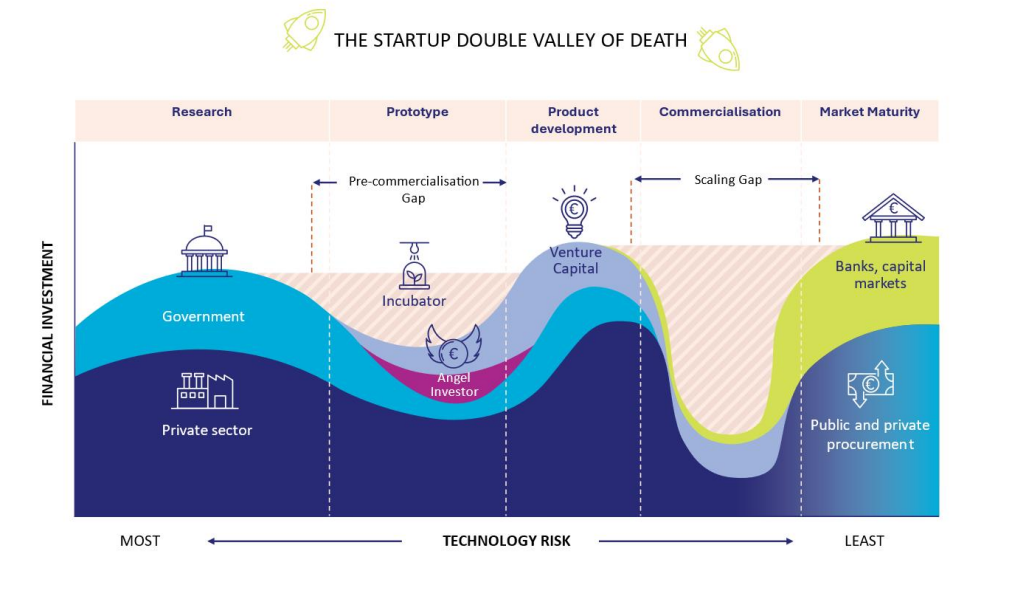 THE STARTUP DOUBLE VALLEY OF DEATH
Research
Prototype
Product
development
Commercialisation
Market Maturity
Pre-commercialisation
Gap
Scaling Gap
€
€
Venture
Capital
Banks, capital
markets
Incubator
Government
€
Angel
Investor
€
Private sector
Public and private
procurement
FINANCIAL INVESTMENT
MOST
TECHNOLOGY RISK
LEAST